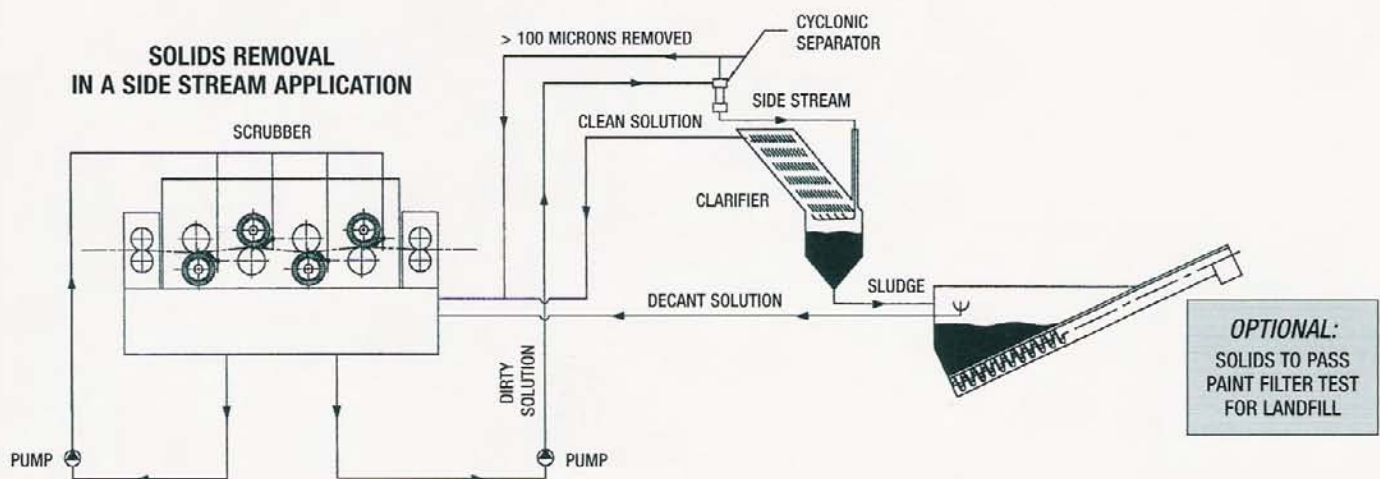 SOLIDS REMOVAL
IN A SIDE STREAM APPLICATION
> 100 MICRONS REMOVED
CYCLONIC
SEPARATOR
SCRUBBER
CLEAN SOLUTION
SIDE STREAM
CLARIFIER
SLUDGE
DECANT SOLUTION
DIRTY
SOLUTION
OPTIONAL:
SOLIDS TO PASS
PAINT FILTER TEST
FOR LANDFILL
PUMP
PUMP